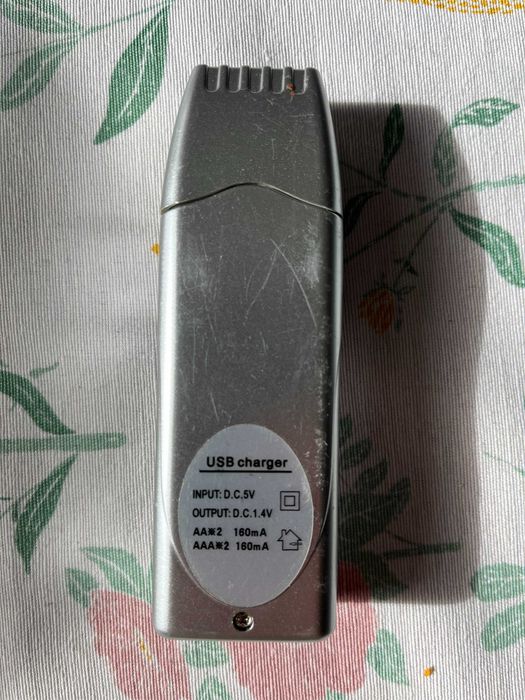 USB charger
INPUT: D.C.5V
OUTPUT: D.C.1.4V
AA※2 160mA
AAA※2 160mA